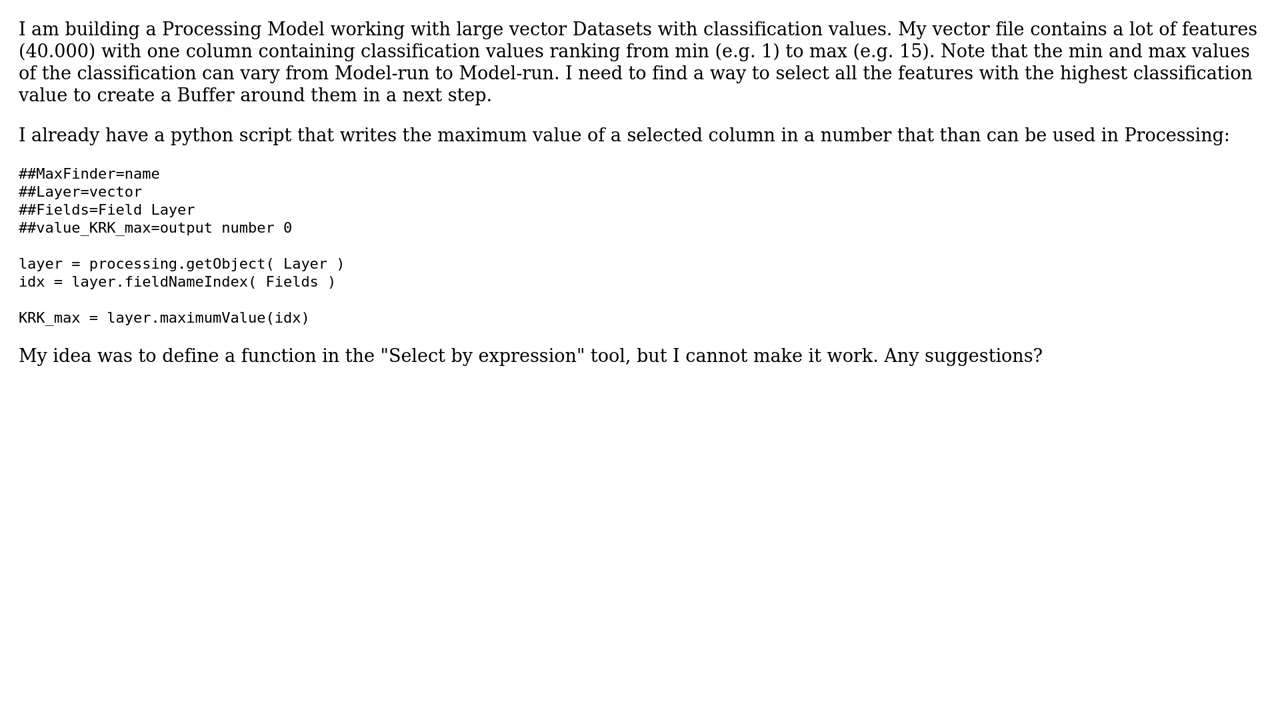 I am building a Processing Model working with large vector Datasets with classification values. My vector file contains a lot of features
(40.000) with one column containing classification values ranking from min (e.g. 1) to max (e.g. 15). Note that the min and max values
of the classification can vary from Model-run to Model-run. I need to find a way to select all the features with the highest classification
value to create a Buffer around them in a next step.
I already have a python script that writes the maximum value of a selected column in a number that than can be used in Processing:
##MaxFinder=name
##Layer=vector
##Fields=Field Layer
##value_KRK_max=output number 0
layer = processing.getObject( Layer )
idx = layer.fieldNameIndex( Fields )
KRK_max = layer.maximumValue(idx)
My idea was to define a function in the "Select by expression" tool, but I cannot make it work. Any suggestions?